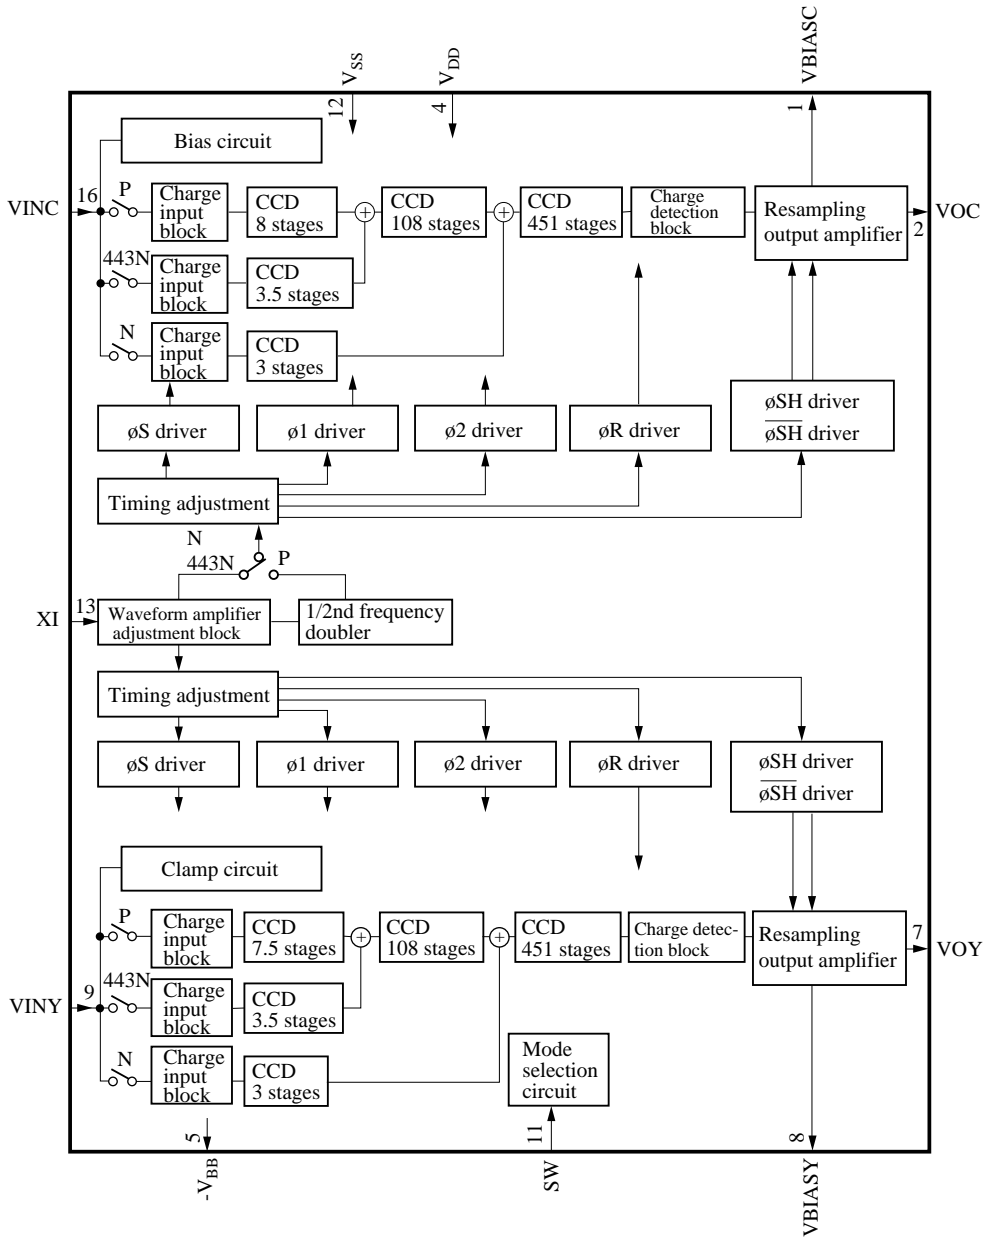 VSS
VDD
VBIASC
12
4
1
Bias circuit
VINC
16
P
Charge
input
block
CCD
8 stages
+
CCD
108 stages
+
CCD
451 stages
Charge
detection
block
Resampling
output amplifier
VOC
2
443N
Charge
input
block
CCD
3.5 stages
N
Charge
input
block
CCD
3 stages
øS driver
ø1 driver
ø2 driver
øR driver
øSH driver
øSH driver
Timing adjustment
N
443N
P
XI
13
Waveform amplifier
adjustment block
1/2nd frequency
doubler
Timing adjustment
øS driver
ø1 driver
ø2 driver
øR driver
øSH driver
øSH driver
Clamp circuit
P
Charge
input
block
CCD
7.5 stages
+
CCD
108 stages
+
CCD
451 stages
Charge detec-
tion block
Resampling
output amplifier
7
VOY
VINY
9
443N
Charge
input
block
CCD
3.5 stages
N
Charge
input
block
CCD
3 stages
Mode
selection
circuit
5
11
8
-VBB
SW
VBIASY